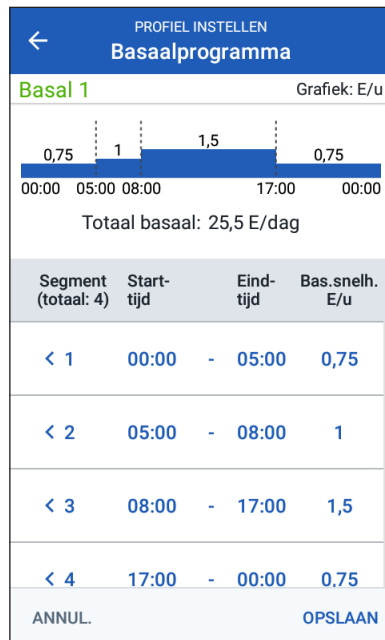 PROFIEL INSTELLEN
Basaalprogramma
Basal 1 Grafiek: E/u
0,75 1 1,5 0,75
00:00 05:00 08:00 17:00 00:00
Totaal basaal: 25,5 E/dag
Segment Start- Eind- Bas.snelh.
(totaal: 4) tijd tijd E/u
1 00:00 - 05:00 0,75
2 05:00 - 08:00 1
3 08:00 - 17:00 1,5
4 17:00 - 00:00 0,75
ANNUL. OPSLAAN